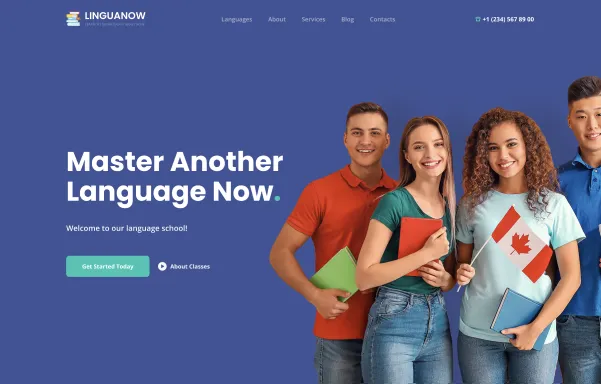 LINGUANOW
Languages About Services Blog Contacts
+1 (234) 567 89 00
Master Another
Language Now.
Welcome to our language school!
Get Started Today
About Classes